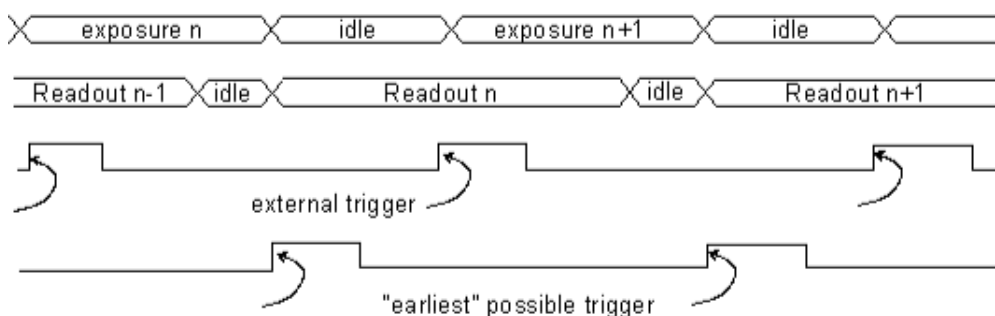 exposure n idle exposure n+1 idle
Readout n-1 idle Readout n idle Readout n+1
external trigger
"earliest" possible trigger